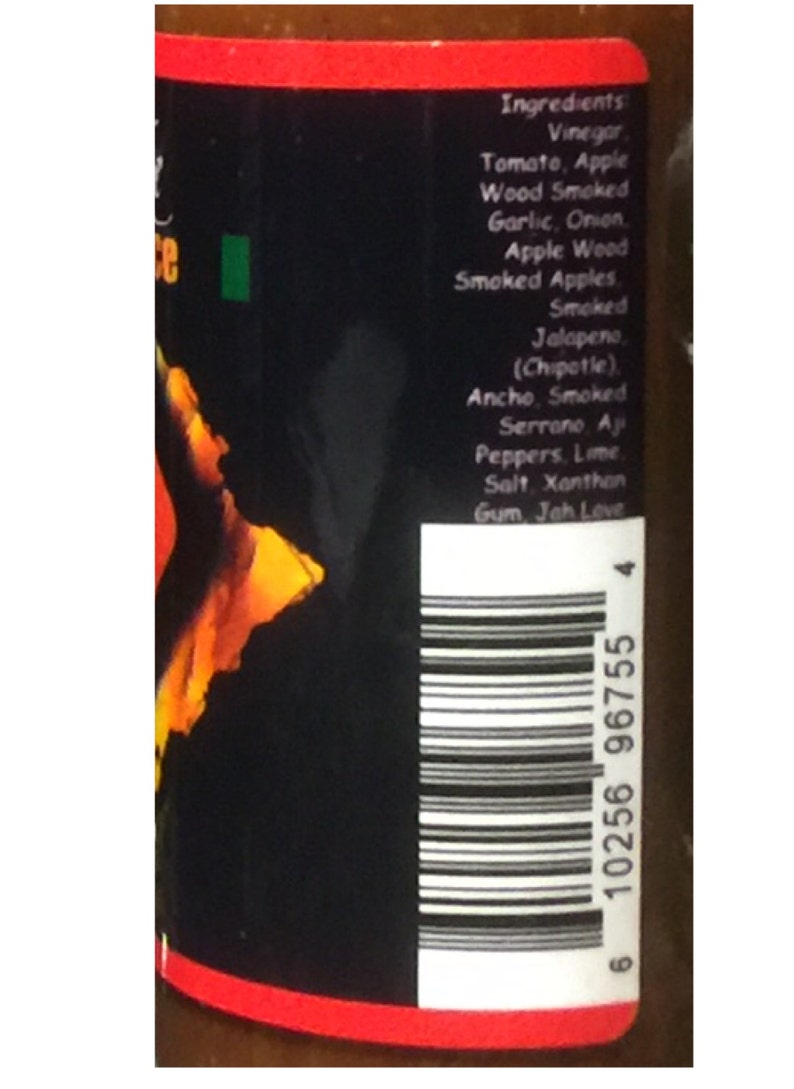 ce
Ingredients:
Vinegar,
Tomato, Apple
Wood Smoked
Garlic, Onion,
Apple Wood
Smoked Apples,
Smoked
Jalapeno,
(Chipotle),
Ancho, Smoked
Serrano, Aji
Peppers, Lime,
Salt, Xanthan
Gum, Jah Love
6 10256 96755 4